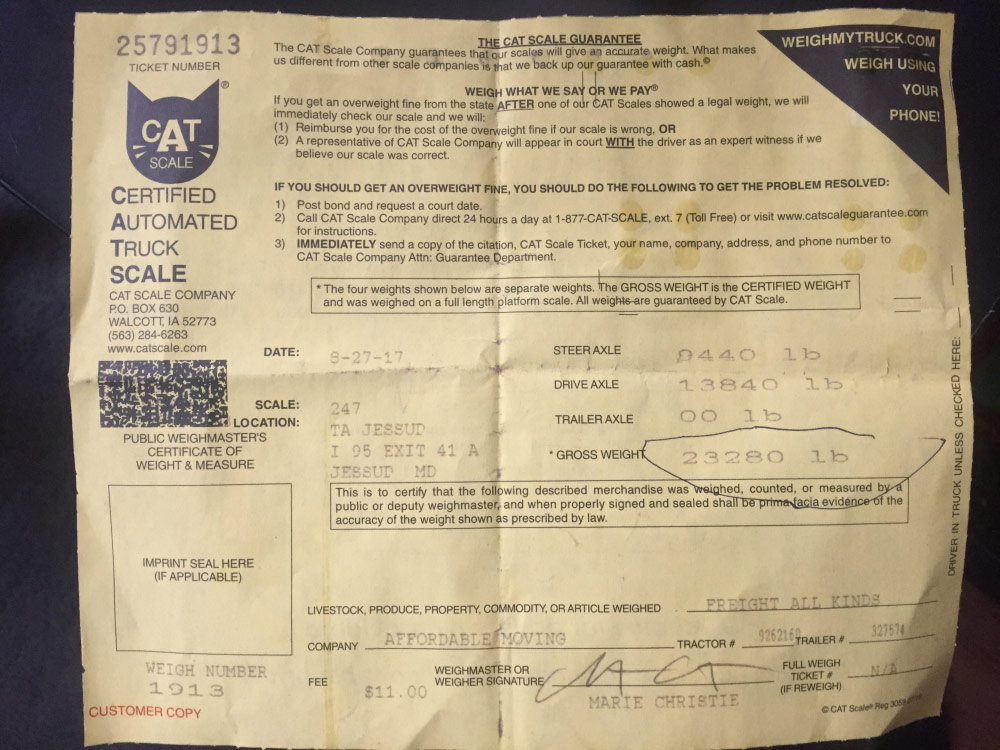 25791913
TICKET NUMBER
CAT
SCALE
®
CERTIFIED
AUTOMATED
TRUCK
SCALE
CAT SCALE COMPANY
P.O. BOX 630
WALCOTT, IA 52773
(563) 284-6263
www.catscale.com
PUBLIC WEIGHMASTER'S
CERTIFICATE OF
WEIGHT & MEASURE
IMPRINT SEAL HERE
(IF APPLICABLE)
WEIGH NUMBER
1913
CUSTOMER COPY
THE CAT SCALE GUARANTEE
The CAT Scale Company guarantees that our scales will give an accurate weight. What makes
us different from other scale companies is that we back up our guarantee with cash.®
WEIGH WHAT WE SAY OR WE PAY®
If you get an overweight fine from the state AFTER one of our CAT Scales showed a legal weight, we will
immediately check our scale and we will:
(1) Reimburse you for the cost of the overweight fine if our scale is wrong, OR
(2) A representative of CAT Scale Company will appear in court WITH the driver as an expert witness if we
believe our scale was correct.
WEIGHMYTRUCK.COM
WEIGH USING
YOUR
PHONE!
IF YOU SHOULD GET AN OVERWEIGHT FINE, YOU SHOULD DO THE FOLLOWING TO GET THE PROBLEM RESOLVED:
1) Post bond and request a court date.
2) Call CAT Scale Company direct 24 hours a day at 1-877-CAT-SCALE, ext. 7 (Toll Free) or visit www.catscaleguarantee.com
for instructions.
3) IMMEDIATELY send a copy of the citation, CAT Scale Ticket, your name, company, address, and phone number to
CAT Scale Company Attn: Guarantee Department.
* The four weights shown below are separate weights. The GROSS WEIGHT is the CERTIFIED WEIGHT
and was weighed on a full length platform scale. All weights are guaranteed by CAT Scale.
DATE: 8-27-17
SCALE: 247
LOCATION: TA JESSUP
I 95 EXIT 41 A
JESSUP MD
STEER AXLE 9440 lb
DRIVE AXLE 13840 lb
TRAILER AXLE 00 lb
* GROSS WEIGHT 23280 lb
This is to certify that the following described merchandise was weighed, counted, or measured by a
public or deputy weighmaster, and when properly signed and sealed shall be prima facia evidence of the
accuracy of the weight shown as prescribed by law.
LIVESTOCK, PRODUCE, PROPERTY, COMMODITY, OR ARTICLE WEIGHED FREIGHT ALL KINDS
COMPANY AFFORDABLE MOVING TRACTOR # TRAILER # 327574
FEE $11.00
WEIGHMASTER OR
WEIGHER SIGNATURE
MARIE CHRISTIE
FULL WEIGH
TICKET #
(IF REWEIGH)
N/A
© CAT Scale® Reg
DRIVER IN TRUCK UNLESS CHECKED HERE: